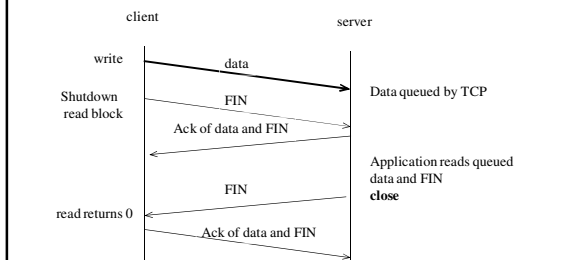 client
server
write
data
Data queued by TCP
Shutdown
read block
FIN
Ack of data and FIN
Application reads queued
data and FIN
close
FIN
read returns 0
Ack of data and FIN